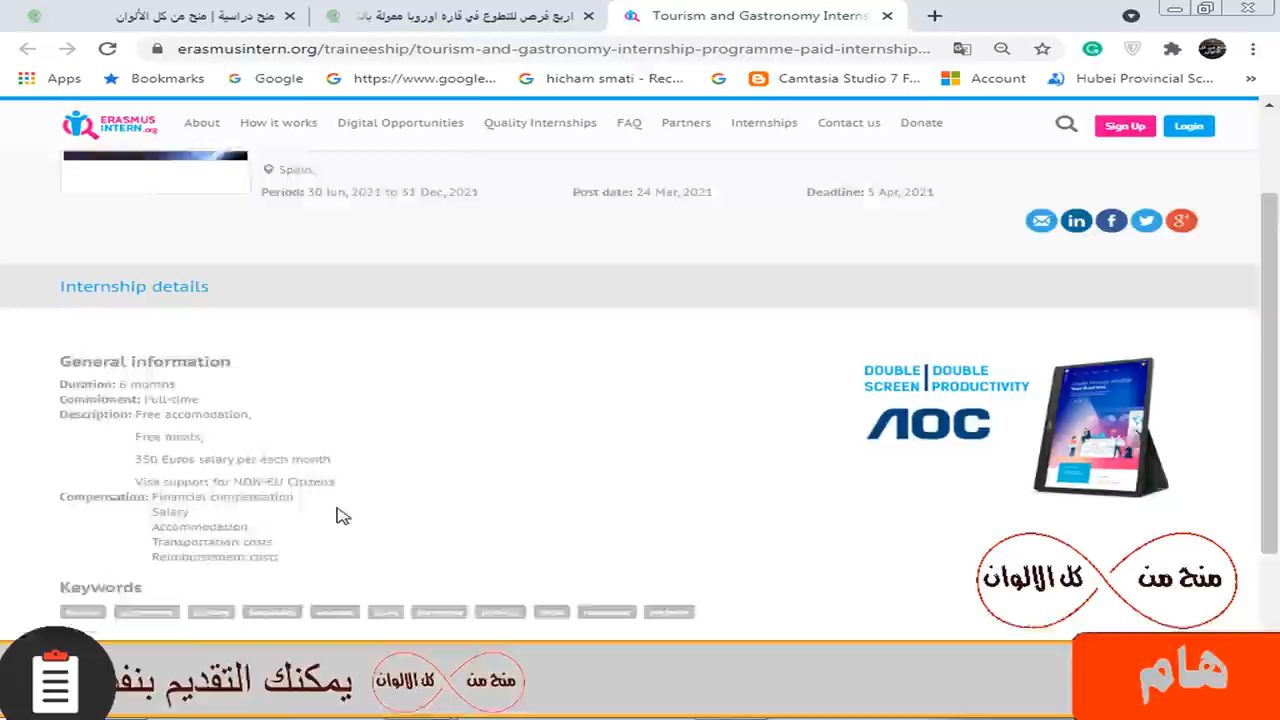 منح دراسية | منح من كل الألوان
اربع فرص للتطوع في قاره اوروبا ممولة بالك
Tourism and Gastronomy Interns
erasmusintern.org/traineeship/tourism-and-gastronomy-internship-programme-paid-internship...
Apps Bookmarks Google https://www.google... hicham smati - Rec... Camtasia Studio 7 F... Account Hubei Provincial Sc... »
ERASMUS INTERN.org About How it works Digital Opportunities Quality Internships FAQ Partners Internships Contact us Donate Sign Up Login
Spain,
Period: 30 Jun, 2021 to 31 Dec, 2021 Post date: 24 Mar, 2021 Deadline: 5 Apr, 2021
Internship details
General information
Duration: 6 months
Commitment: Full-time
Description: Free accomodation,
Free meals,
350 Euros salary per each month
Visa support for NON-EU Citizens
Compensation: Financial compensation
Salary
Accommodation
Transportation costs
Reimbursement costs
Keywords
DOUBLE SCREEN | DOUBLE PRODUCTIVITY
AOC
منح من كل الالوان
هام
منح من كل الالوان
يمكنك التقديم بنف